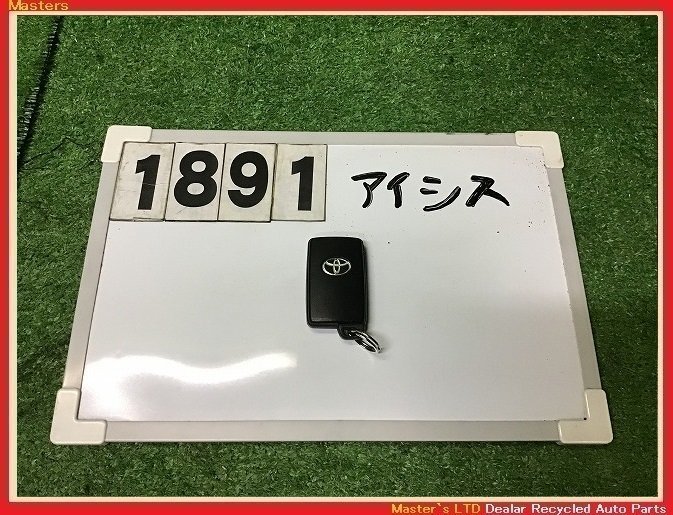 Masters
1891 アイシス
Master`s LTD Dealar Recycled Auto Parts